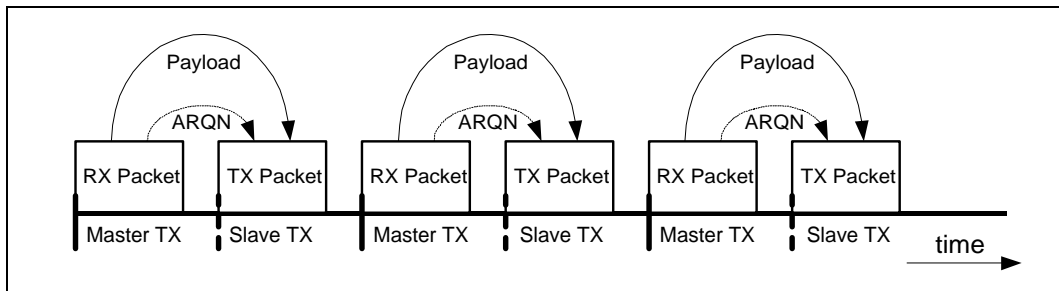 Payload Payload Payload
ARQN ARQN ARQN
RX Packet TX Packet RX Packet TX Packet RX Packet TX Packet
Master TX Slave TX Master TX Slave TX Master TX Slave TX
time